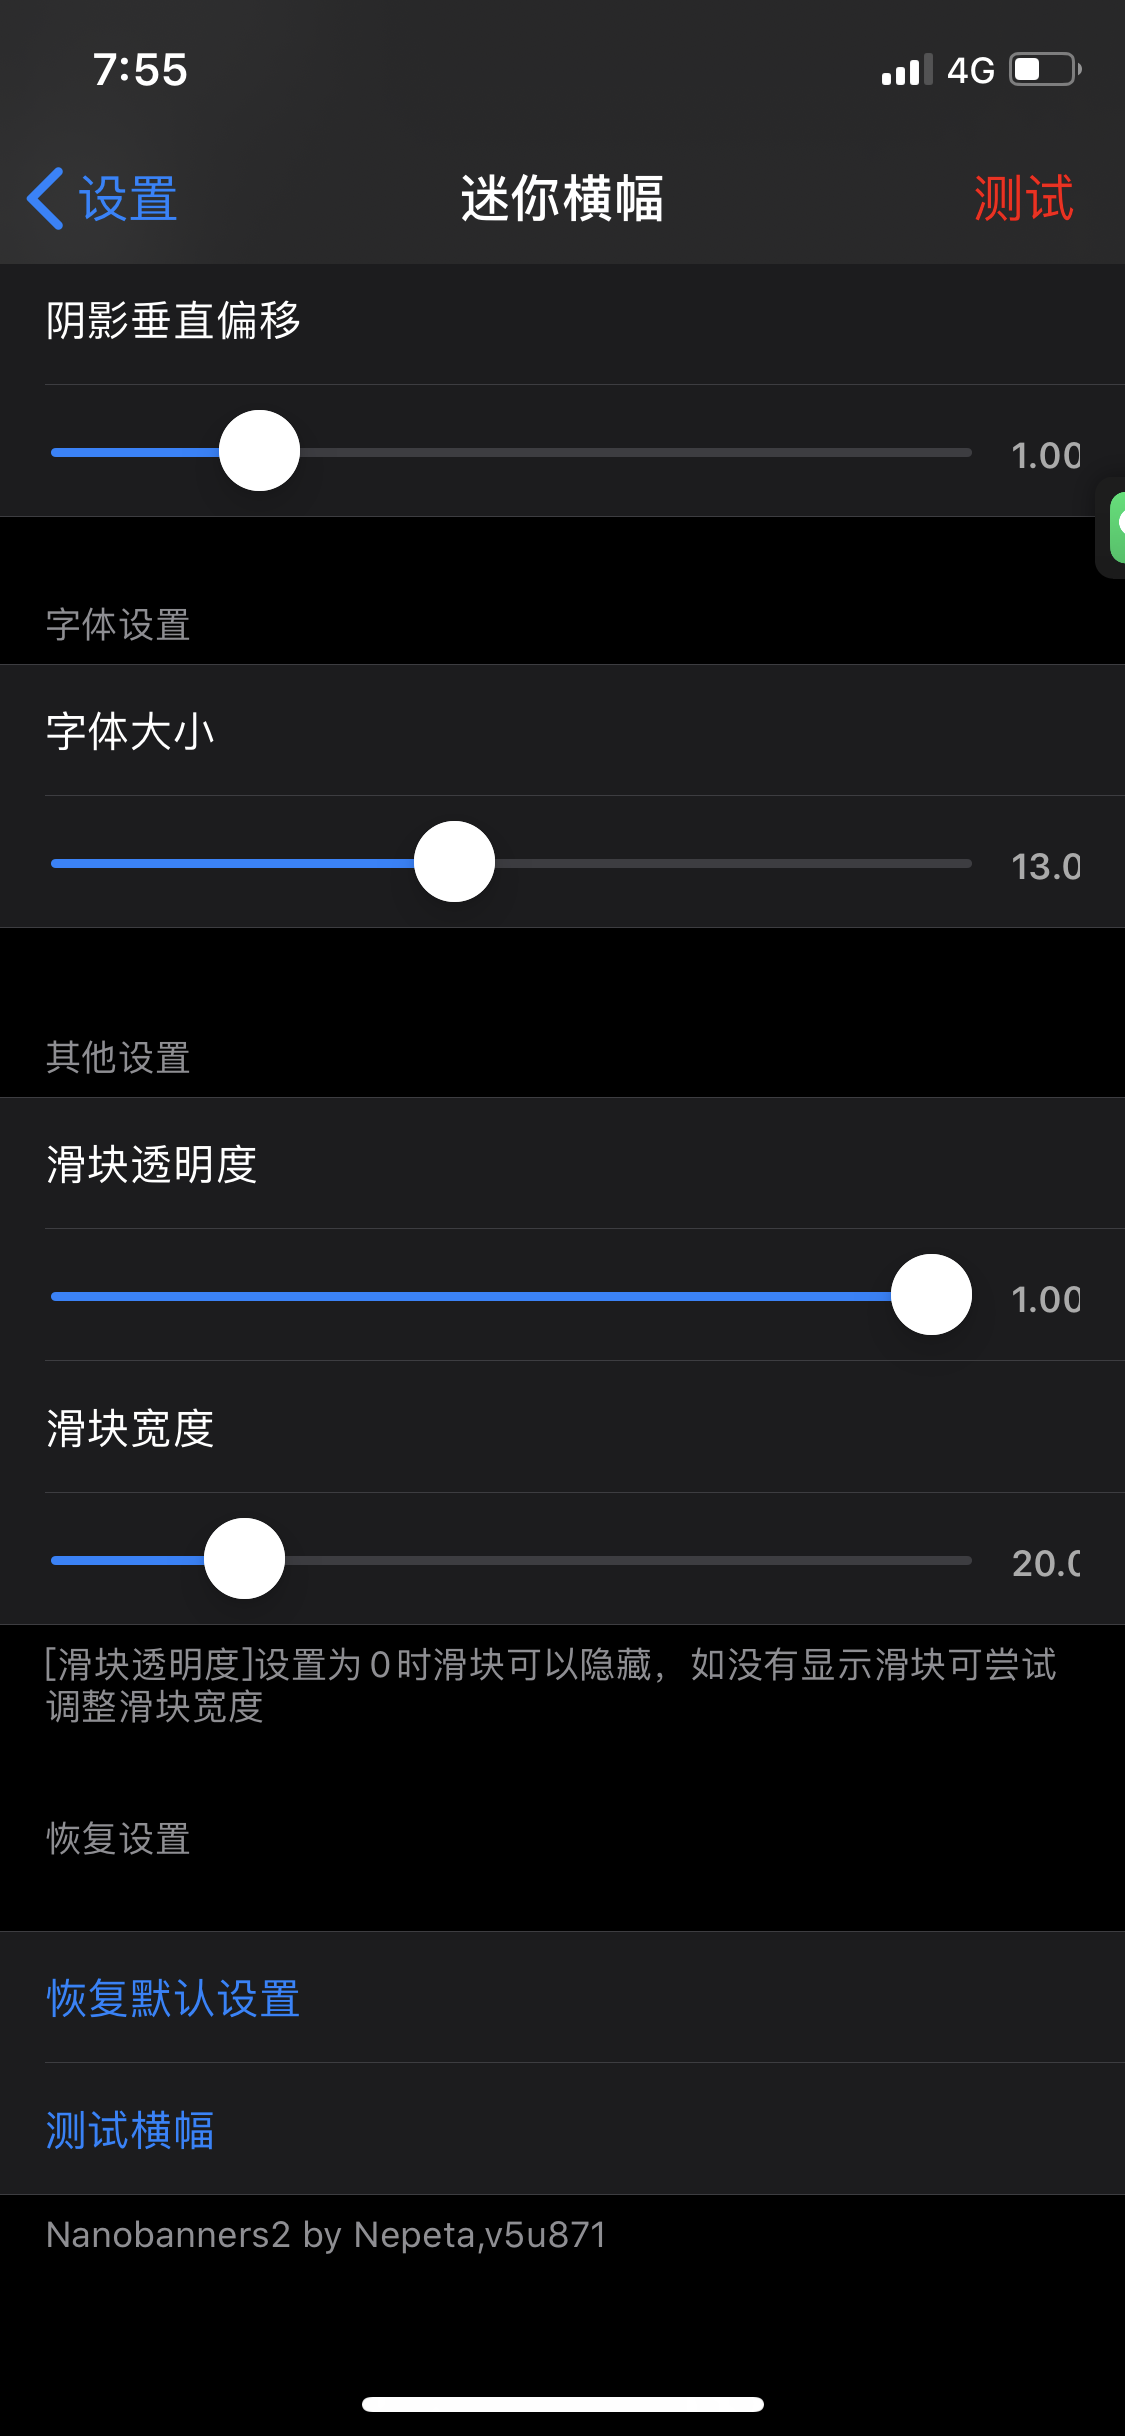 7:55
4G
设置
迷你横幅
测试
阴影垂直偏移
1.00
字体设置
字体大小
13.0
其他设置
滑块透明度
1.00
滑块宽度
20.0
[滑块透明度]设置为 0 时滑块可以隐藏，如没有显示滑块可尝试
调整滑块宽度
恢复设置
恢复默认设置
测试横幅
Nanobanners2 by Nepeta,v5u871